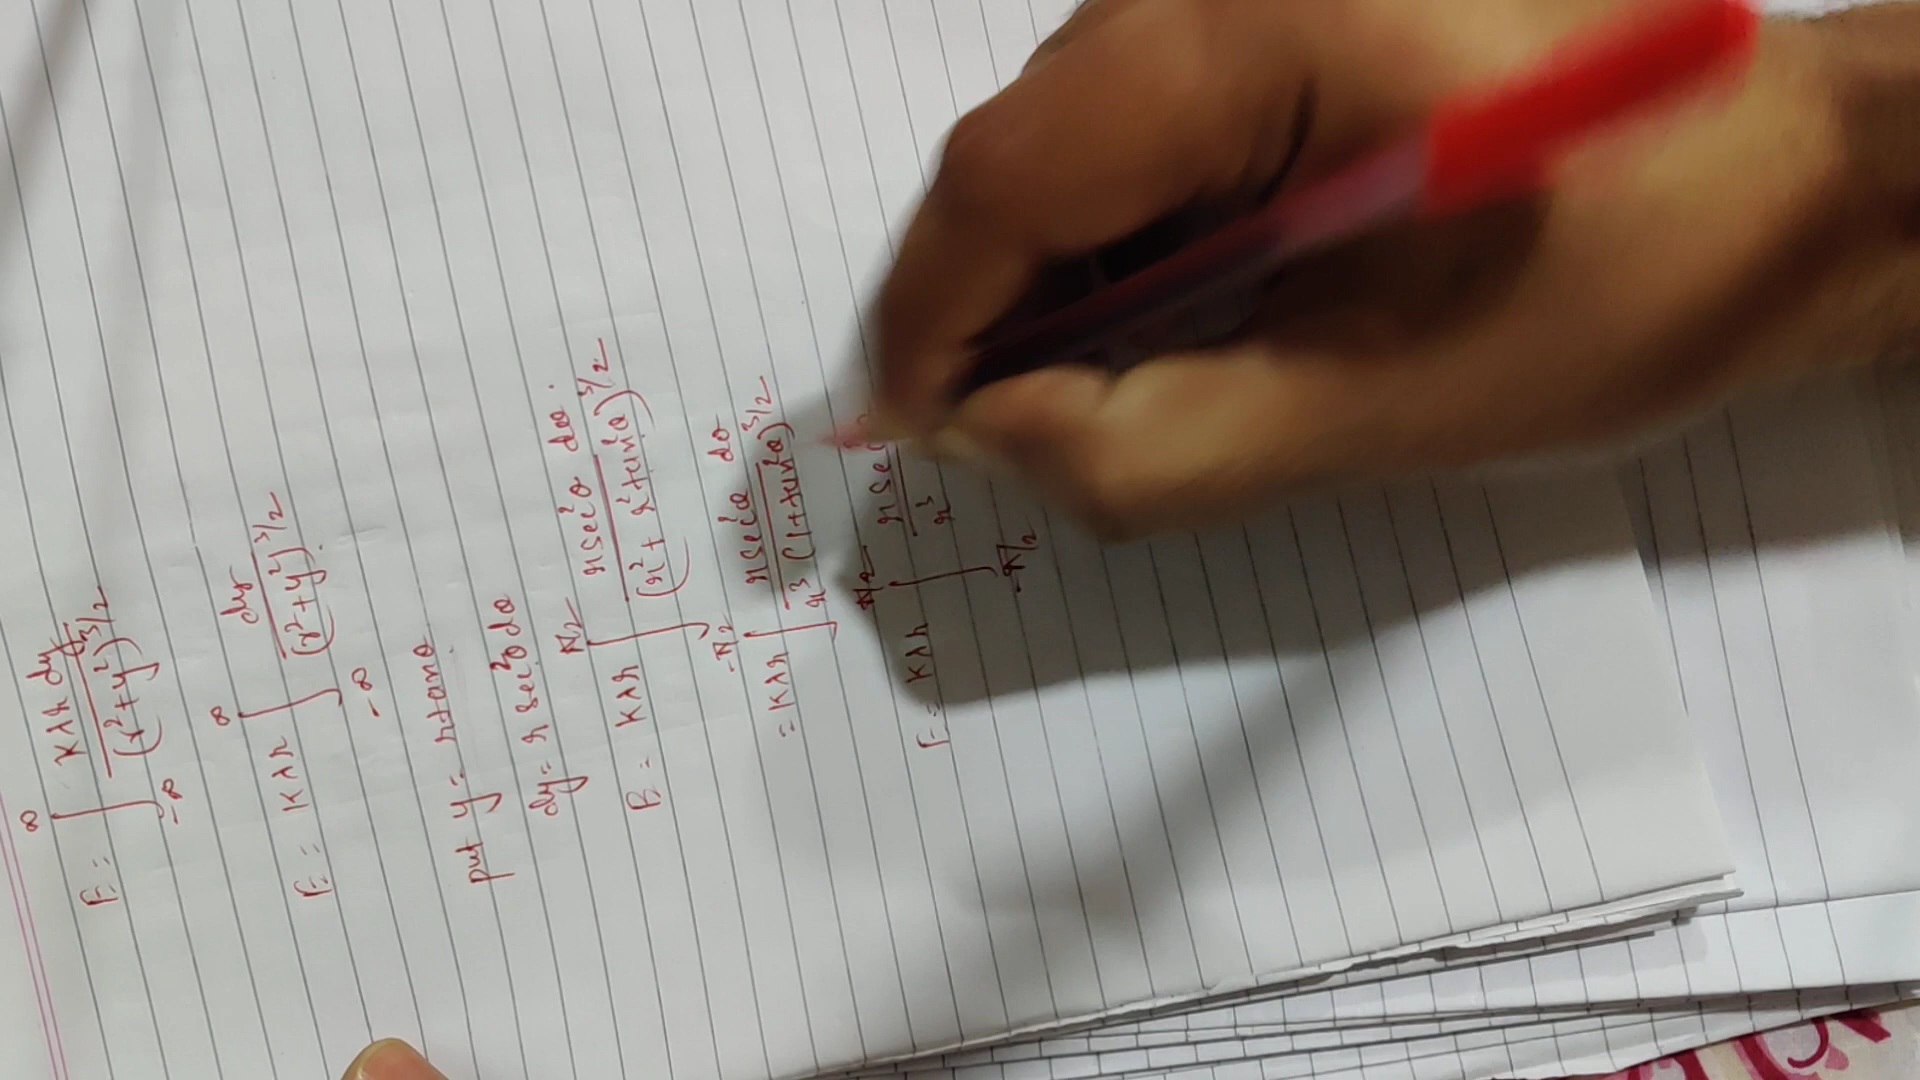 E = ∫_{-∞}^{∞} kλr dy / (r²+y²)^{3/2}
E = kλr ∫_{-∞}^{∞} dy / (r²+y²)^{3/2}
put y = r tanθ
dy = r sec²θ dθ
E = kλr ∫_{-π/2}^{π/2} r sec²θ dθ / (r² + r² tan²θ)^{3/2}
= kλr ∫ r sec²θ dθ / r³ (1+tan²θ)^{3/2}
E = kλr ∫_{-π/2}^{π/2} r sec / r³